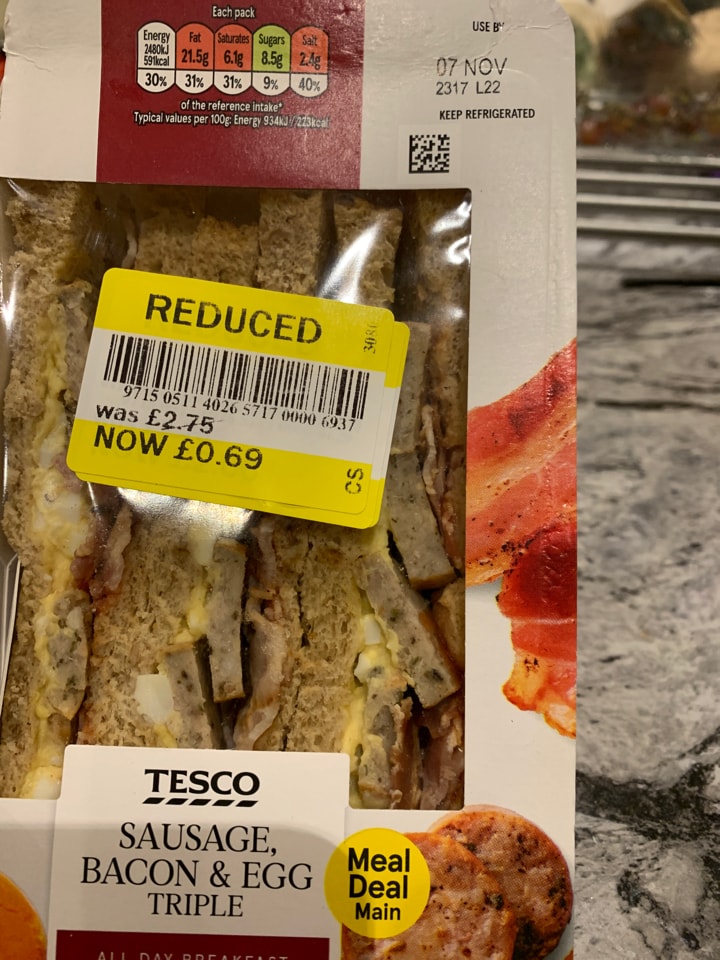 Each pack
Energy Fat Saturates Sugars Salt
2480kJ 21.5g 6.1g 8.5g 2.4g
591kcal
30% 31% 31% 9% 40%
of the reference intake*
Typical values per 100g: Energy 934kJ / 223kcal
USE BY
07 NOV
2317 L22
KEEP REFRIGERATED
REDUCED
9715 0511 4026 5717 0000 6937
was £2.75
NOW £0.69
CS
TESCO
SAUSAGE,
BACON & EGG
TRIPLE
Meal
Deal
Main
ALL DAY BREAKFAST